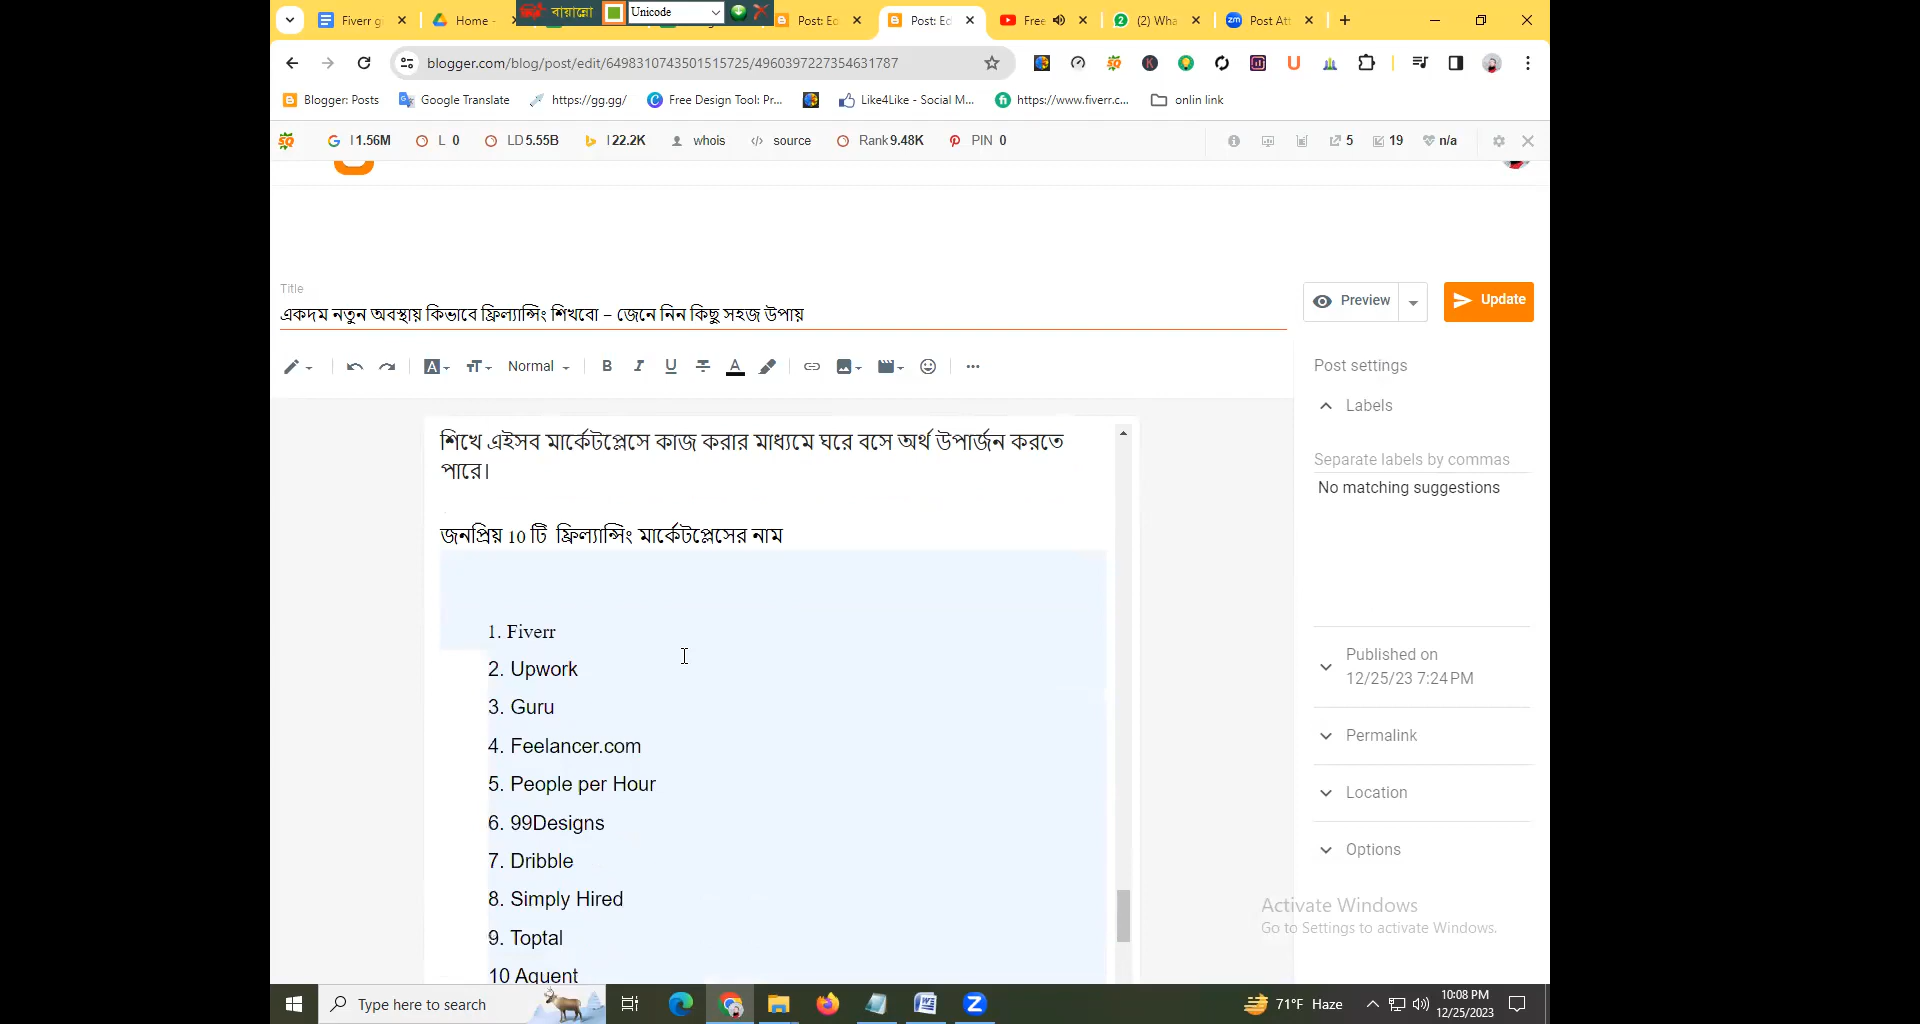 Fiverr g
Home -
বায়ান্নো
Unicode
Post: Ed
Post: Ed
Free
(2) Wha
Post Att
blogger.com/blog/post/edit/6498310743501515725/4960397227354631787
Blogger: Posts
Google Translate
https://gg.gg/
Free Design Tool: Pr...
Like4Like - Social M...
https://www.fiverr.c...
onlin link
I 1.56M
L 0
LD 5.55B
I 22.2K
whois
source
Rank 9.48K
PIN 0
5
19
n/a
Title
একদম নতুন অবস্থায় কিভাবে ফ্রিল্যান্সিং শিখবো – জেনে নিন কিছু সহজ উপায়
Preview
Update
Normal
Post settings
Labels
Separate labels by commas
No matching suggestions
শিখে এইসব মার্কেটপ্লেসে কাজ করার মাধ্যমে ঘরে বসে অর্থ উপার্জন করতে
পারে।
জনপ্রিয় 10 টি ফ্রিল্যান্সিং মার্কেটপ্লেসের নাম
1. Fiverr
2. Upwork
3. Guru
4. Feelancer.com
5. People per Hour
6. 99Designs
7. Dribble
8. Simply Hired
9. Toptal
10 Aquent
Published on
12/25/23 7:24 PM
Permalink
Location
Options
Activate Windows
Go to Settings to activate Windows.
Type here to search
71°F Haze
10:08 PM
12/25/2023